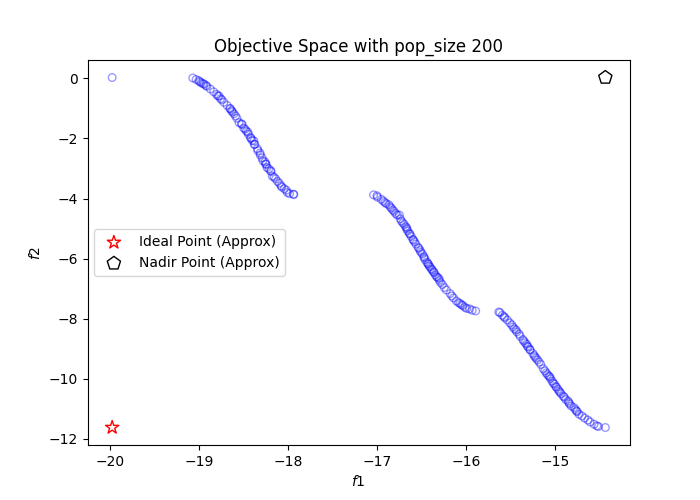 Objective Space with pop_size 200
0
−2
−4
−6
−8
−10
−12
f2
Ideal Point (Approx)
Nadir Point (Approx)
−20
−19
−18
−17
−16
−15
f1